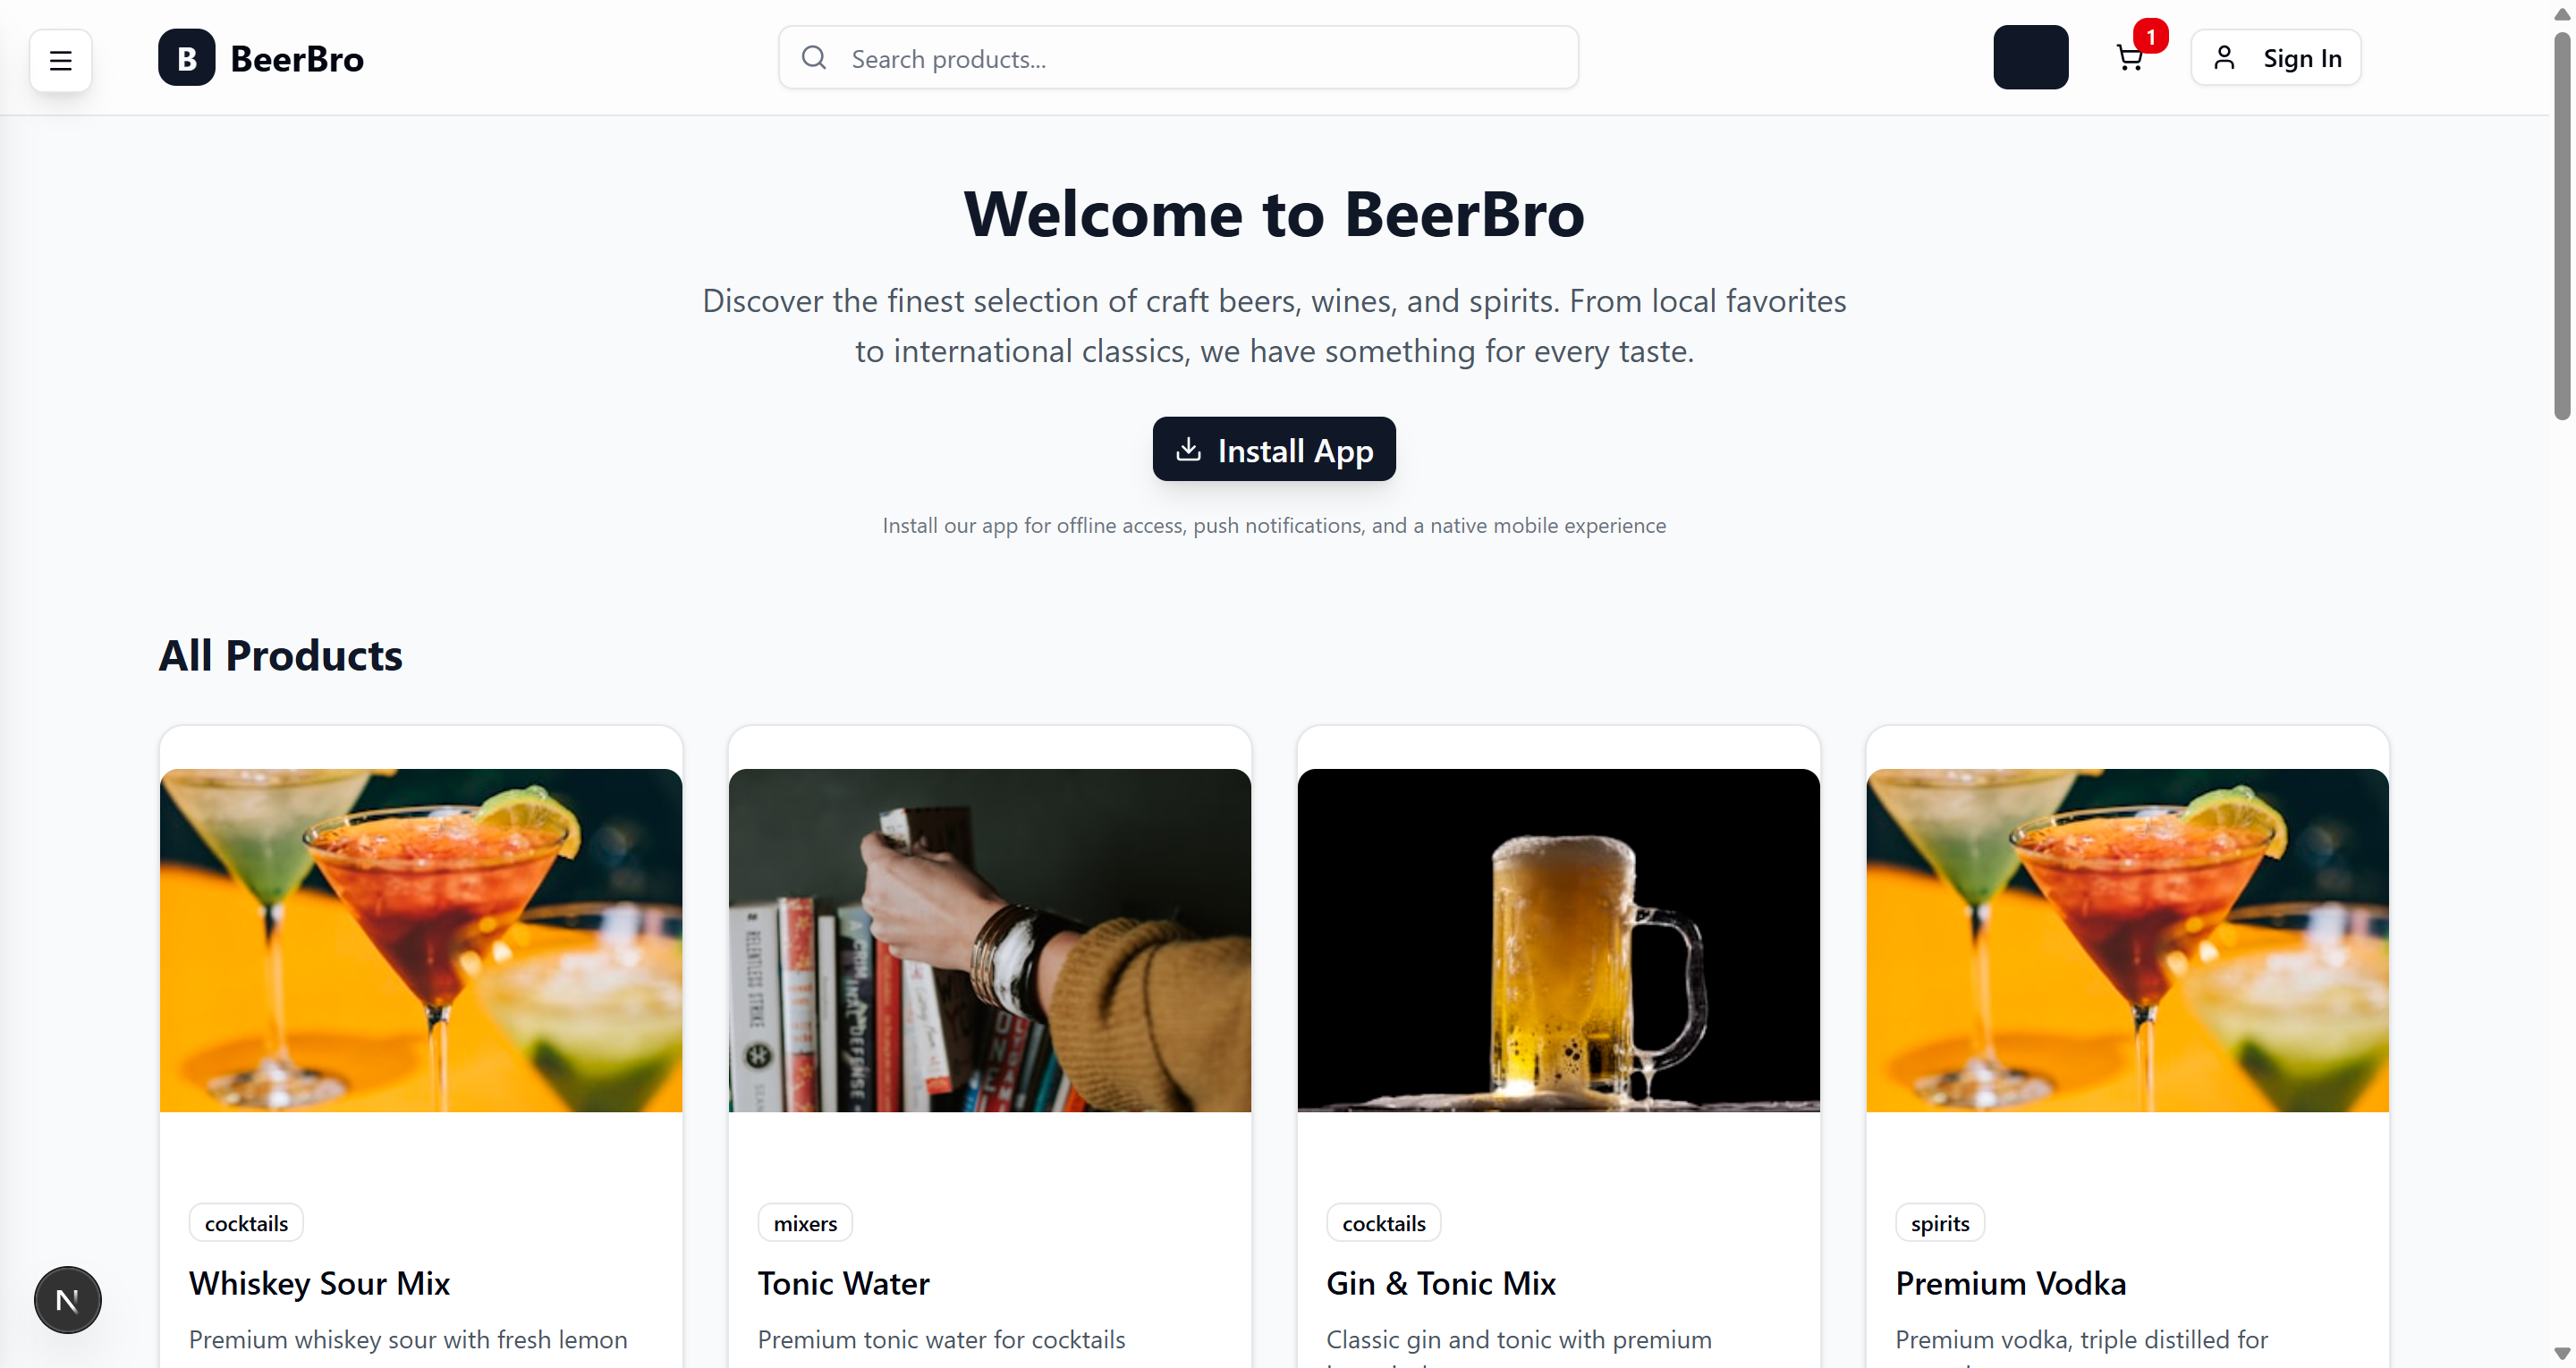 B BeerBro
Search products...
1
Sign In
Welcome to BeerBro
Discover the finest selection of craft beers, wines, and spirits. From local favorites
to international classics, we have something for every taste.
Install App
Install our app for offline access, push notifications, and a native mobile experience
All Products
RELENTLESS STRIKE
cocktails
Whiskey Sour Mix
Premium whiskey sour with fresh lemon
mixers
Tonic Water
Premium tonic water for cocktails
cocktails
Gin & Tonic Mix
Classic gin and tonic with premium
spirits
Premium Vodka
Premium vodka, triple distilled for
N